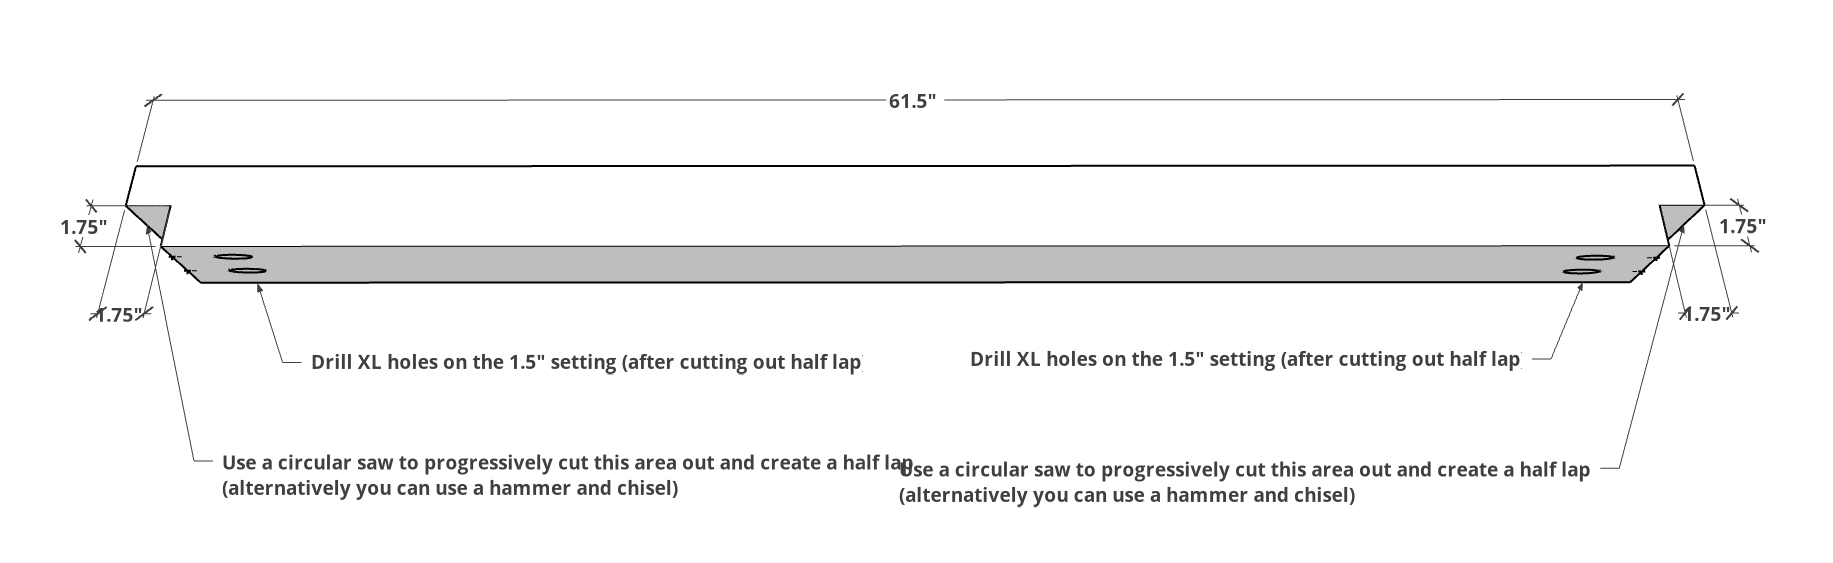 61.5"
1.75"
1.75"
1.75"
1.75"
Drill XL holes on the 1.5" setting (after cutting out half lap
Drill XL holes on the 1.5" setting (after cutting out half lap
Use a circular saw to progressively cut this area out and create a half lap
(alternatively you can use a hammer and chisel)
Use a circular saw to progressively cut this area out and create a half lap
(alternatively you can use a hammer and chisel)